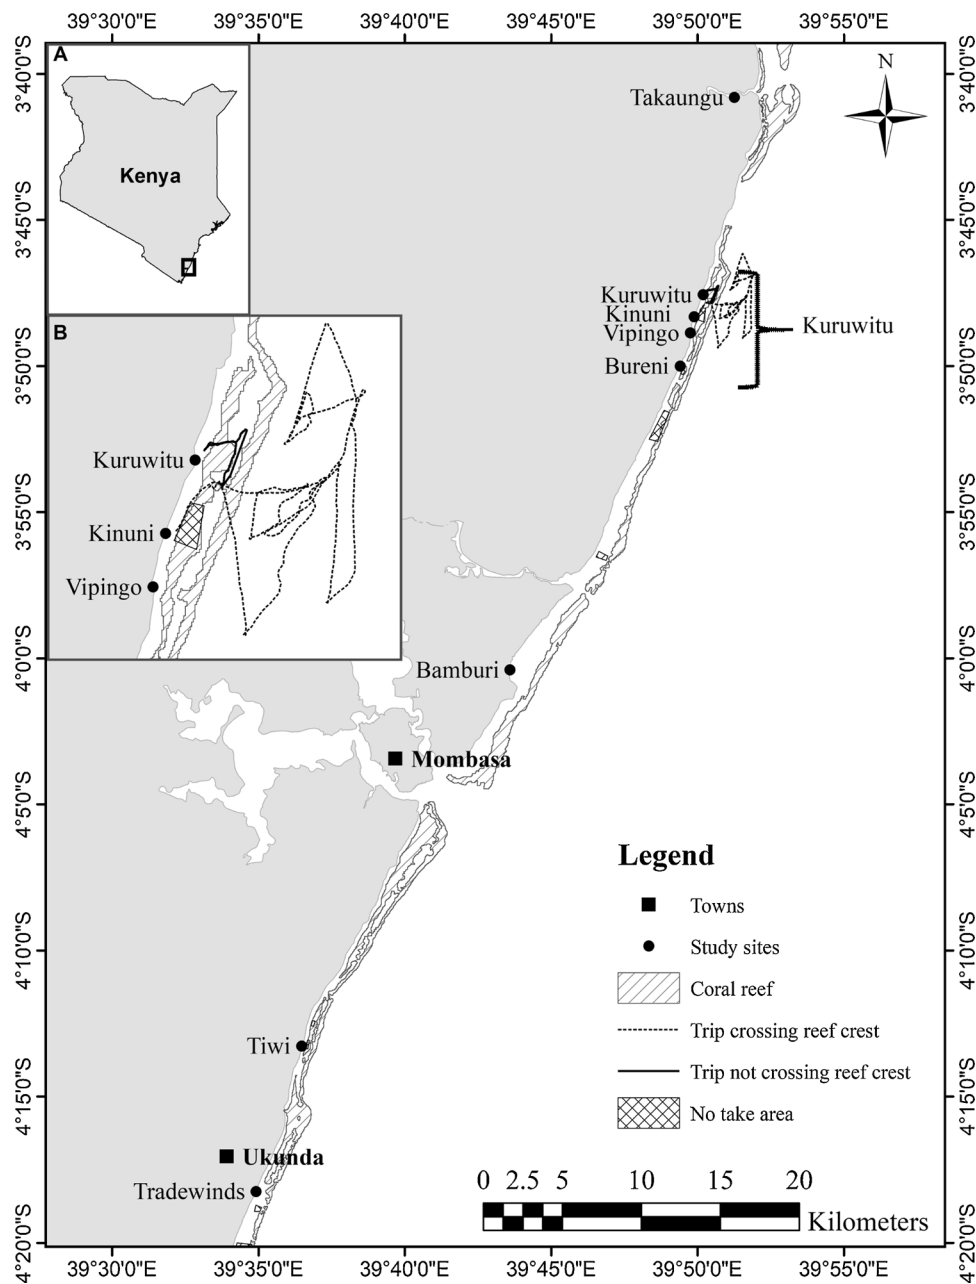 39°30'0"E 39°35'0"E 39°40'0"E 39°45'0"E 39°50'0"E 39°55'0"E
A
Kenya
B
Kuruwitu
Kinuni
Vipingo
N
Takaungu
Kuruwitu
Kinuni
Vipingo
Bureni
Kuruwitu
Bamburi
Mombasa
Tiwi
Ukunda
Tradewinds
3°40'0"S
3°45'0"S
3°50'0"S
3°55'0"S
4°0'0"S
4°5'0"S
4°10'0"S
4°15'0"S
4°20'0"S
3°40'0"S
3°45'0"S
3°50'0"S
3°55'0"S
4°0'0"S
4°5'0"S
4°10'0"S
4°15'0"S
4°20'0"S
Legend
Towns
Study sites
Coral reef
Trip crossing reef crest
Trip not crossing reef crest
No take area
0 2.5 5 10 15 20
Kilometers
39°30'0"E 39°35'0"E 39°40'0"E 39°45'0"E 39°50'0"E 39°55'0"E